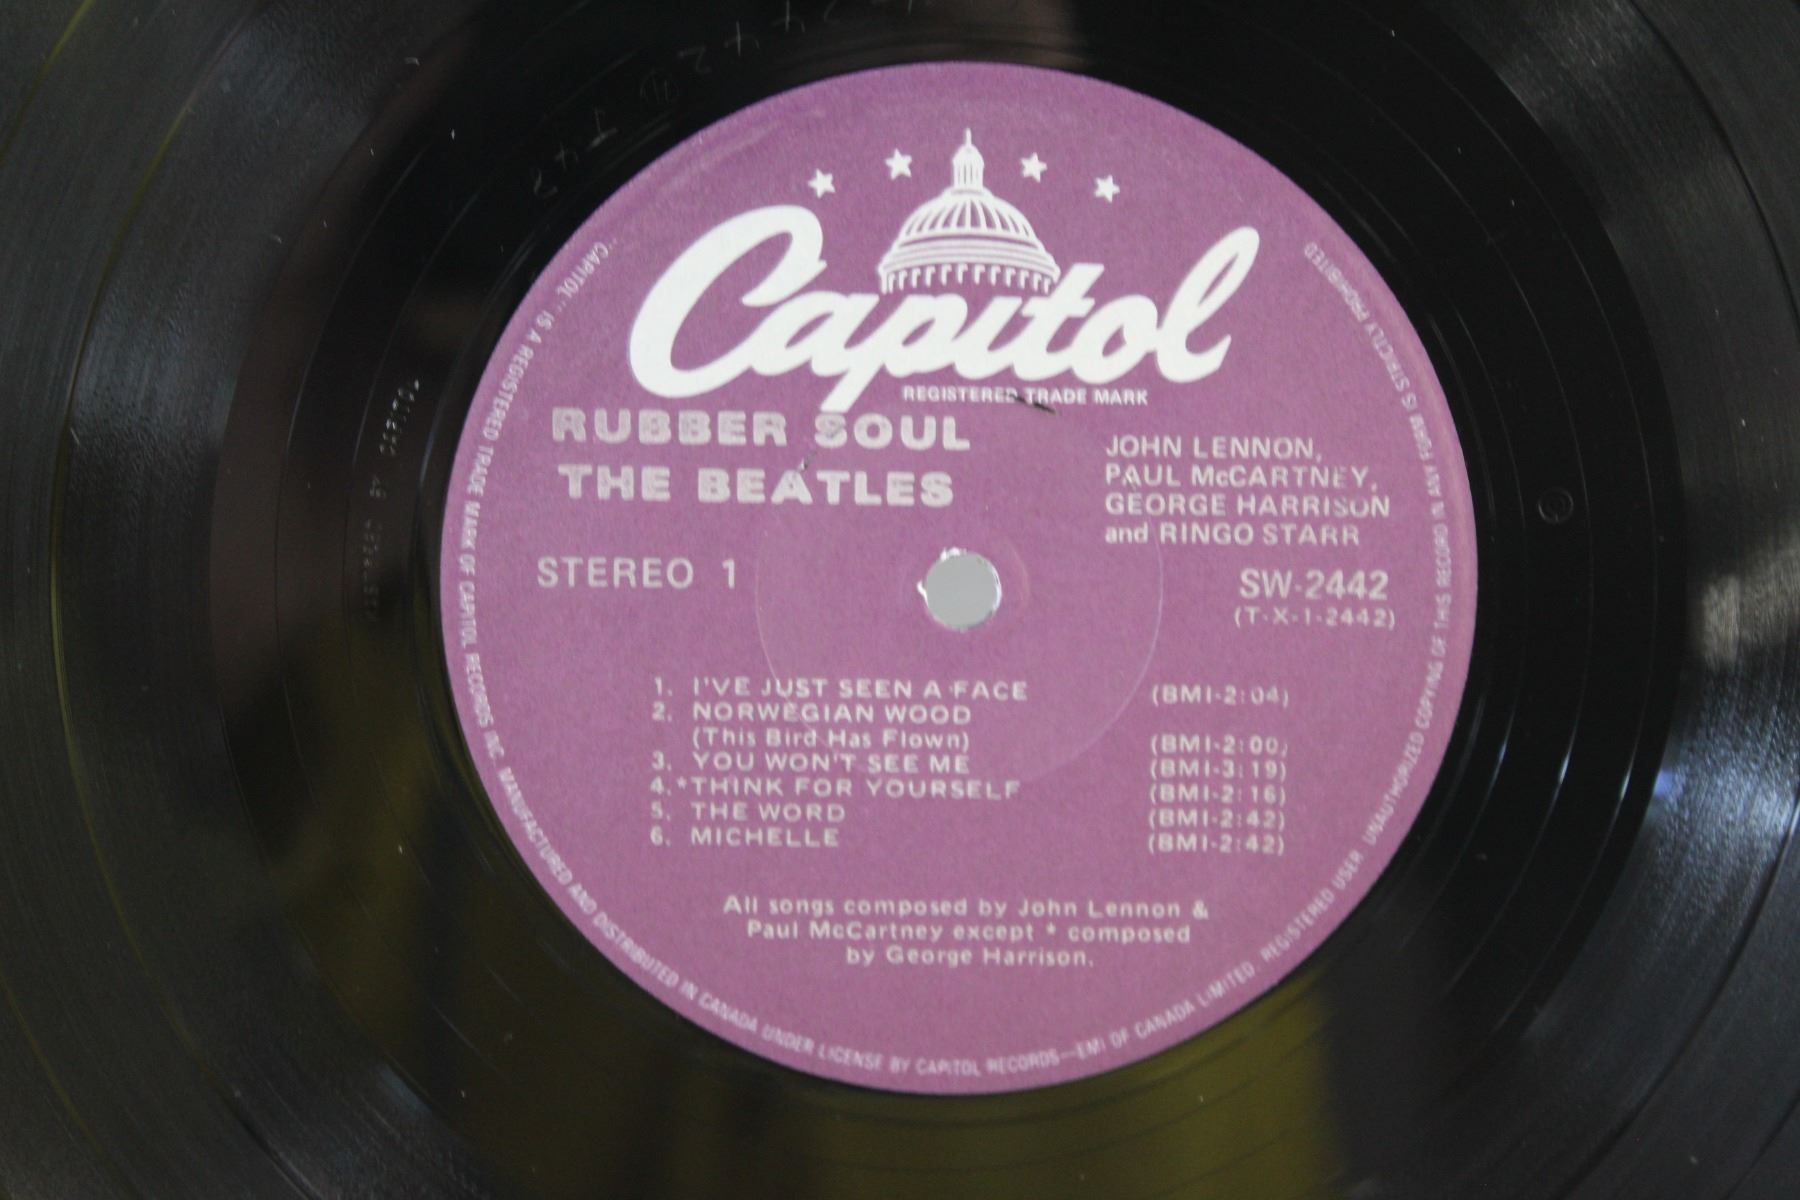 Capitol
REGISTERED TRADE MARK
RUBBER SOUL
THE BEATLES
JOHN LENNON,
PAUL McCARTNEY,
GEORGE HARRISON
and RINGO STARR
STEREO 1
SW-2442
(T-X-1-2442)
1. I'VE JUST SEEN A FACE (BMI-2:04)
2. NORWEGIAN WOOD
(This Bird Has Flown) (BMI-2:00)
3. YOU WON'T SEE ME (BMI-3:19)
4.*THINK FOR YOURSELF (BMI-2:16)
5. THE WORD (BMI-2:42)
6. MICHELLE (BMI-2:42)
All songs composed by John Lennon &
Paul McCartney except * composed
by George Harrison.
"CAPITOL" IS A REGISTERED TRADE MARK OF CAPITOL RECORDS INC. MANUFACTURED AND DISTRIBUTED IN CANADA UNDER LICENSE BY CAPITOL RECORDS—EMI OF CANADA LIMITED. REGISTERED USER. UNAUTHORIZED COPYING OF THIS RECORD IN ANY FORM IS STRICTLY PROHIBITED